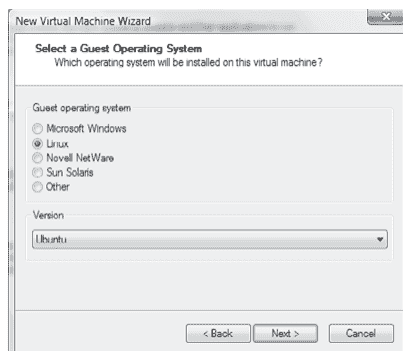 New Virtual Machine Wizard
Select a Guest Operating System
Which operating system will be installed on this virtual machine?
Guest operating system
Microsoft Windows
Linux
Novell NetWare
Sun Solaris
Other
Version
Ubuntu
< Back
Next >
Cancel